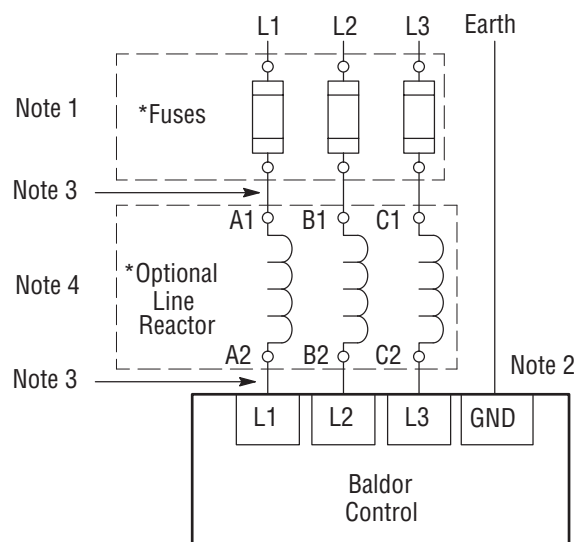 L1 L2 L3 Earth
Note 1
*Fuses
Note 3
A1 B1 C1
Note 4
*Optional
Line
Reactor
A2 B2 C2
Note 3
Note 2
L1 L2 L3 GND
Baldor
Control